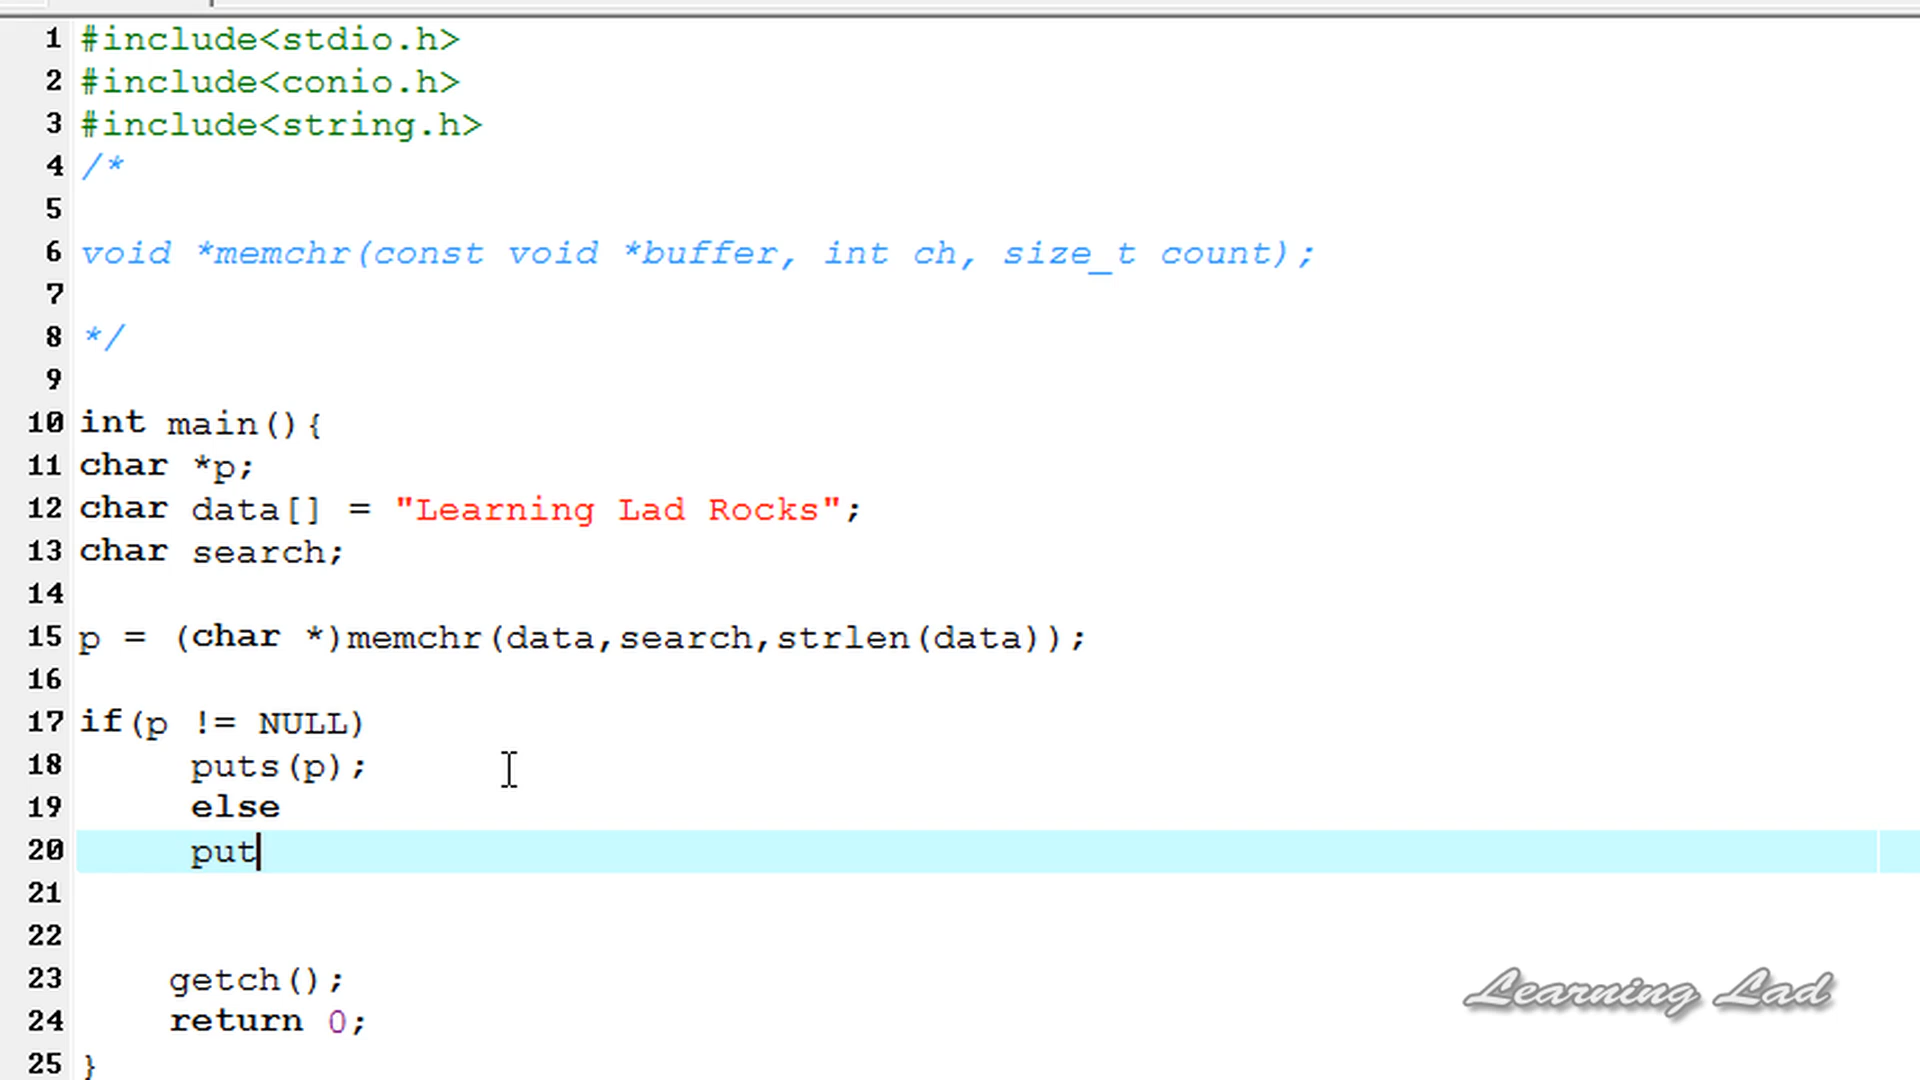 1 #include<stdio.h>
2 #include<conio.h>
3 #include<string.h>
4 /*
5
6 void *memchr(const void *buffer, int ch, size_t count);
7
8 */
9
10 int main(){
11 char *p;
12 char data[] = "Learning Lad Rocks";
13 char search;
14
15 p = (char *)memchr(data,search,strlen(data));
16
17 if(p != NULL)
18 puts(p);
19 else
20 put
21
22
23 getch();
24 return 0;
25 }
Learning Lad